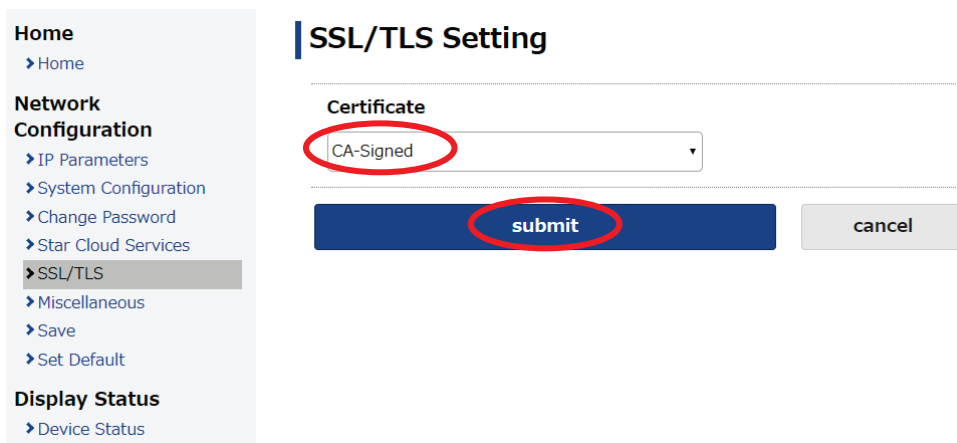 Home
Home
Network
Configuration
IP Parameters
System Configuration
Change Password
Star Cloud Services
SSL/TLS
Miscellaneous
Save
Set Default
Display Status
Device Status
SSL/TLS Setting
Certificate
CA-Signed
submit
cancel